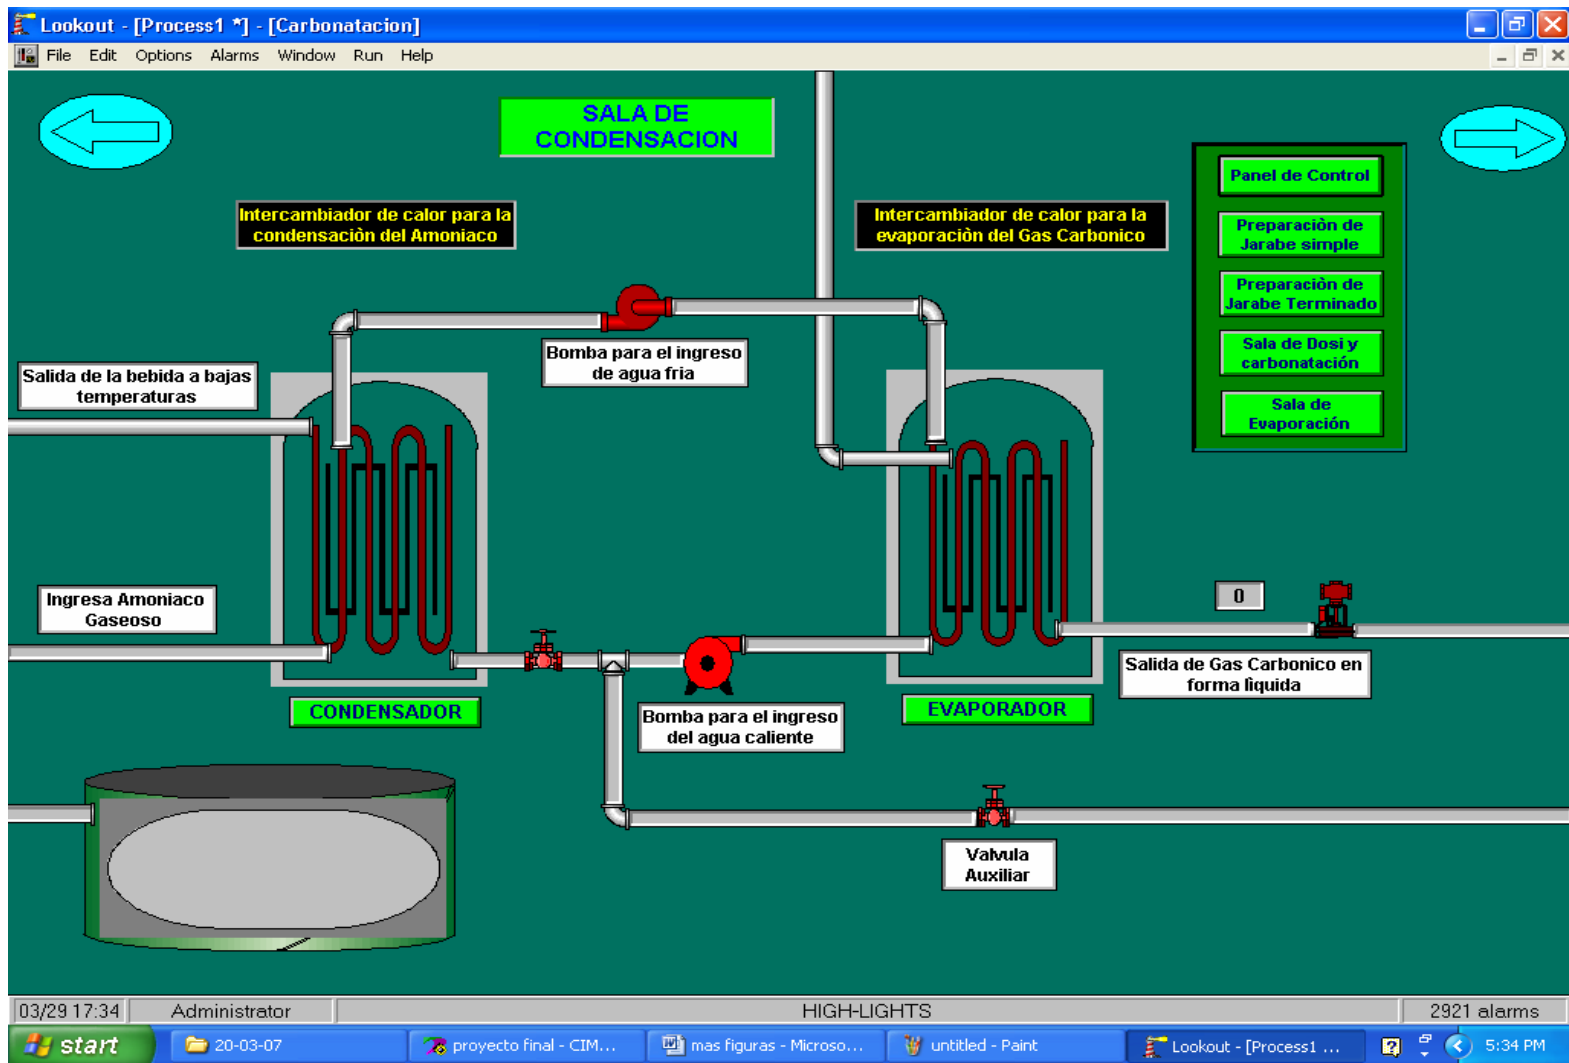 Lookout - [Process1 *] - [Carbonatacion]
File Edit Options Alarms Window Run Help
SALA DE
CONDENSACION
Panel de Control
Preparaciòn de
Jarabe simple
Preparaciòn de
Jarabe Terminado
Sala de Dosi y
carbonatación
Sala de
Evaporación
Intercambiador de calor para la
condensaciòn del Amoniaco
Intercambiador de calor para la
evaporaciòn del Gas Carbonico
Bomba para el ingreso
de agua fria
Salida de la bebida a bajas
temperaturas
Ingresa Amoniaco
Gaseoso
0
Salida de Gas Carbonico en
forma lìquida
CONDENSADOR
Bomba para el ingreso
del agua caliente
EVAPORADOR
Valvula
Auxiliar
03/29 17:34 Administrator HIGH-LIGHTS 2921 alarms
start 20-03-07 proyecto final - CIM... mas figuras - Microso... untitled - Paint Lookout - [Process1 ... 5:34 PM